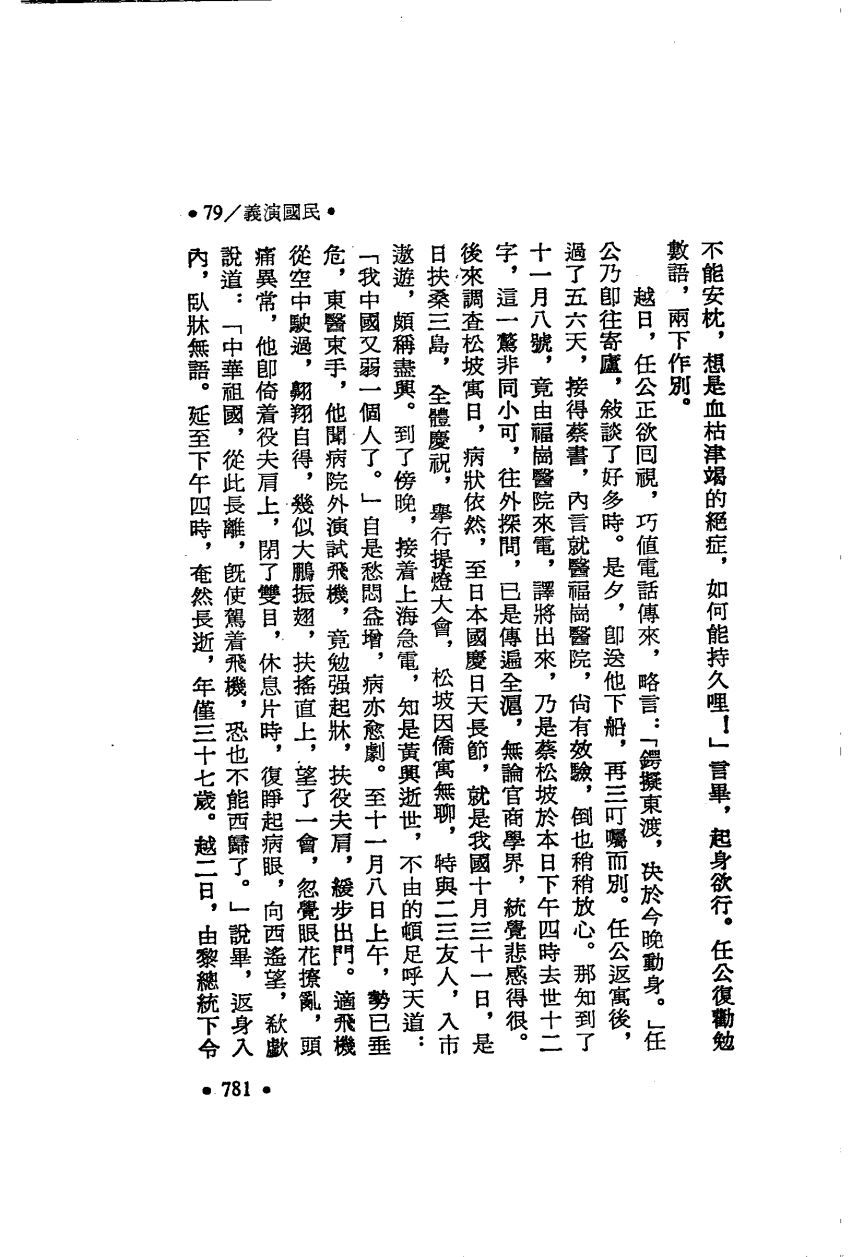 •79/義演國民•
不能安枕，想是血枯津竭的絕症，如何能持久哩！」言畢，起身欲行。任公復勸勉
數語，兩下作別。
越日，任公正欲回視，巧值電話傳來，略言：「鍔擬東渡，決於今晚動身。」任
公乃卽往寄廬，敍談了好多時。是夕，卽送他下船，再三叮囑而別。任公返寓後，
過了五六天，接得蔡書，內言就醫福崗醫院，尙有效驗，倒也稍稍放心。那知到了
十一月八號，竟由福崗醫院來電，譯將出來，乃是蔡松坡於本日下午四時去世十二
字，這一驚非同小可，往外探問，已是傳遍全滬，無論官商學界，統覺悲感得很。
後來調查松坡寓日，病狀依然，至日本國慶日天長節，就是我國十月三十一日，是
日扶桑三島，全體慶祝，舉行提燈大會，松坡因僑寓無聊，特與二三友人，入市
遨遊，頗稱盡興。到了傍晚，接着上海急電，知是黃興逝世，不由的頓足呼天道：
「我中國又弱一個人了。」自是愁悶益增，病亦愈劇。至十一月八日上午，勢已垂
危，東醫束手，他聞病院外演試飛機，竟勉强起牀，扶役夫肩，緩步出門。適飛機
從空中駛過，翺翔自得，幾似大鵬振翅，扶搖直上，望了一會，忽覺眼花撩亂，頭
痛異常，他卽倚着役夫肩上，閉了雙目，休息片時，復睜起病眼，向西遙望，欷歔
說道：「中華祖國，從此長離，旣使駕着飛機，恐也不能西歸了。」說畢，返身入
內，臥牀無語。延至下午四時，奄然長逝，年僅三十七歲。越二日，由黎總統下令
•781•